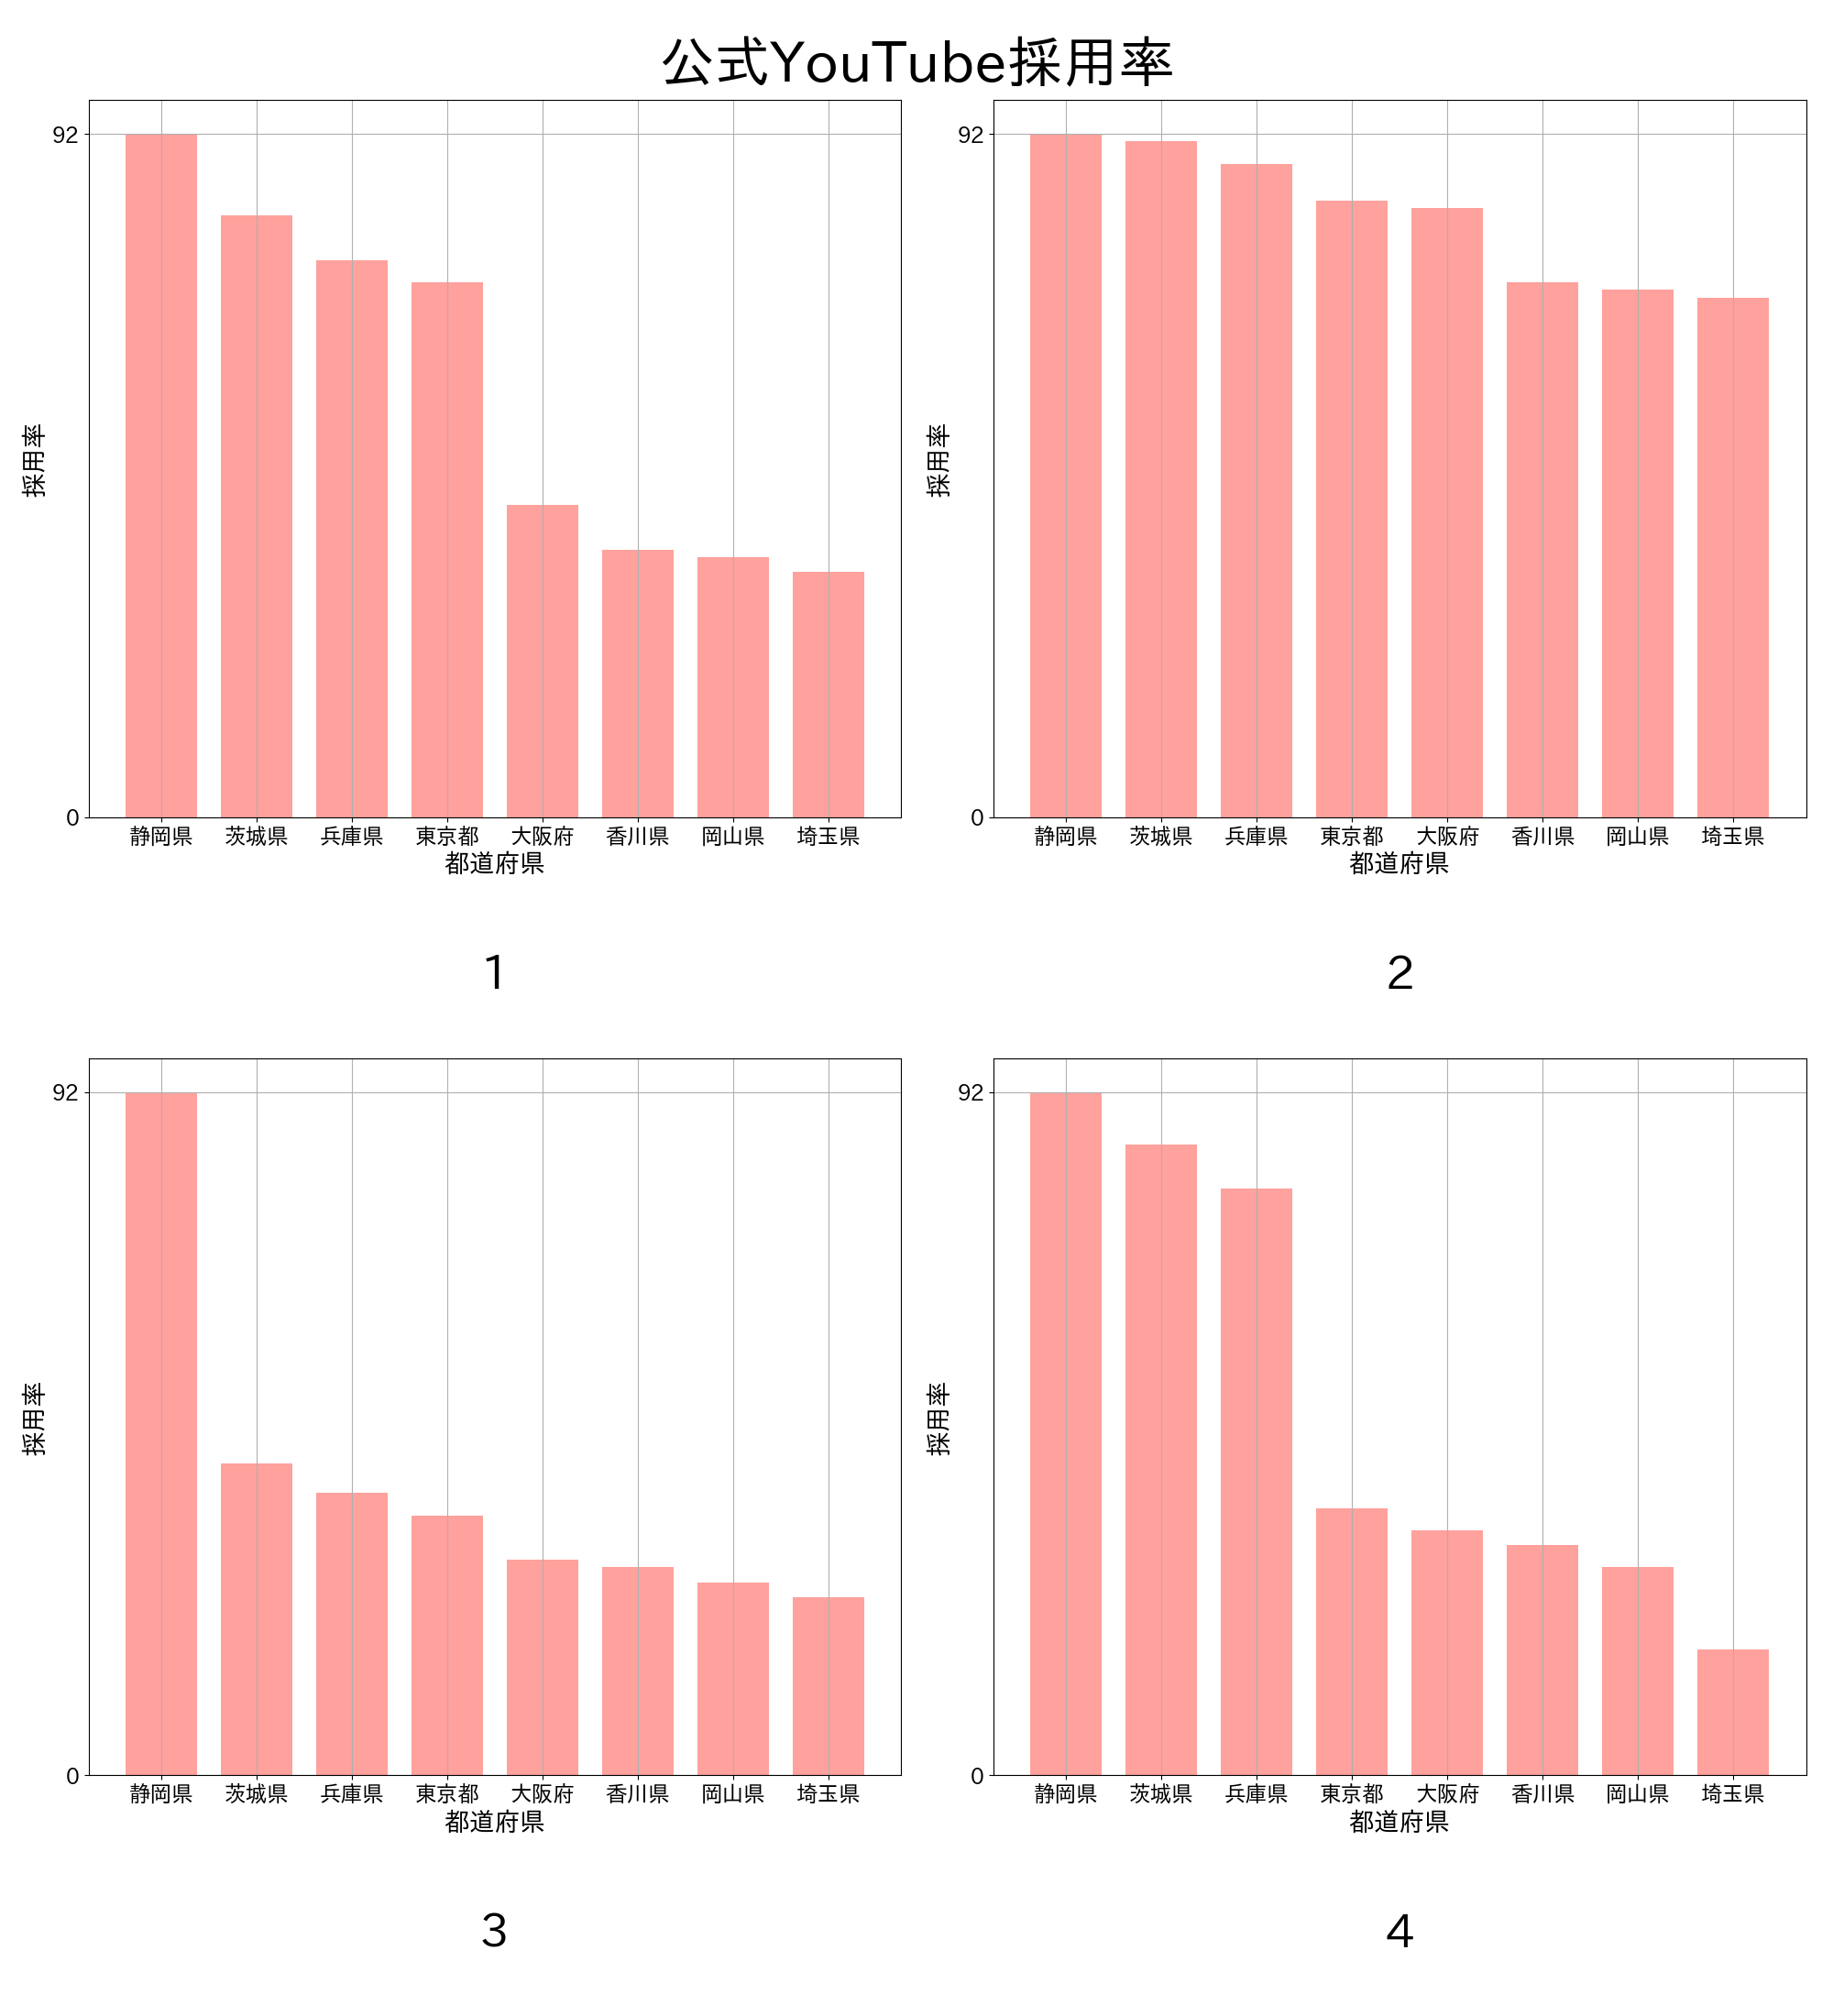 公式YouTube採用率
92
0
採用率
静岡県 茨城県 兵庫県 東京都 大阪府 香川県 岡山県 埼玉県
都道府県
1
92
0
採用率
静岡県 茨城県 兵庫県 東京都 大阪府 香川県 岡山県 埼玉県
都道府県
2
92
0
採用率
静岡県 茨城県 兵庫県 東京都 大阪府 香川県 岡山県 埼玉県
都道府県
3
92
0
採用率
静岡県 茨城県 兵庫県 東京都 大阪府 香川県 岡山県 埼玉県
都道府県
4